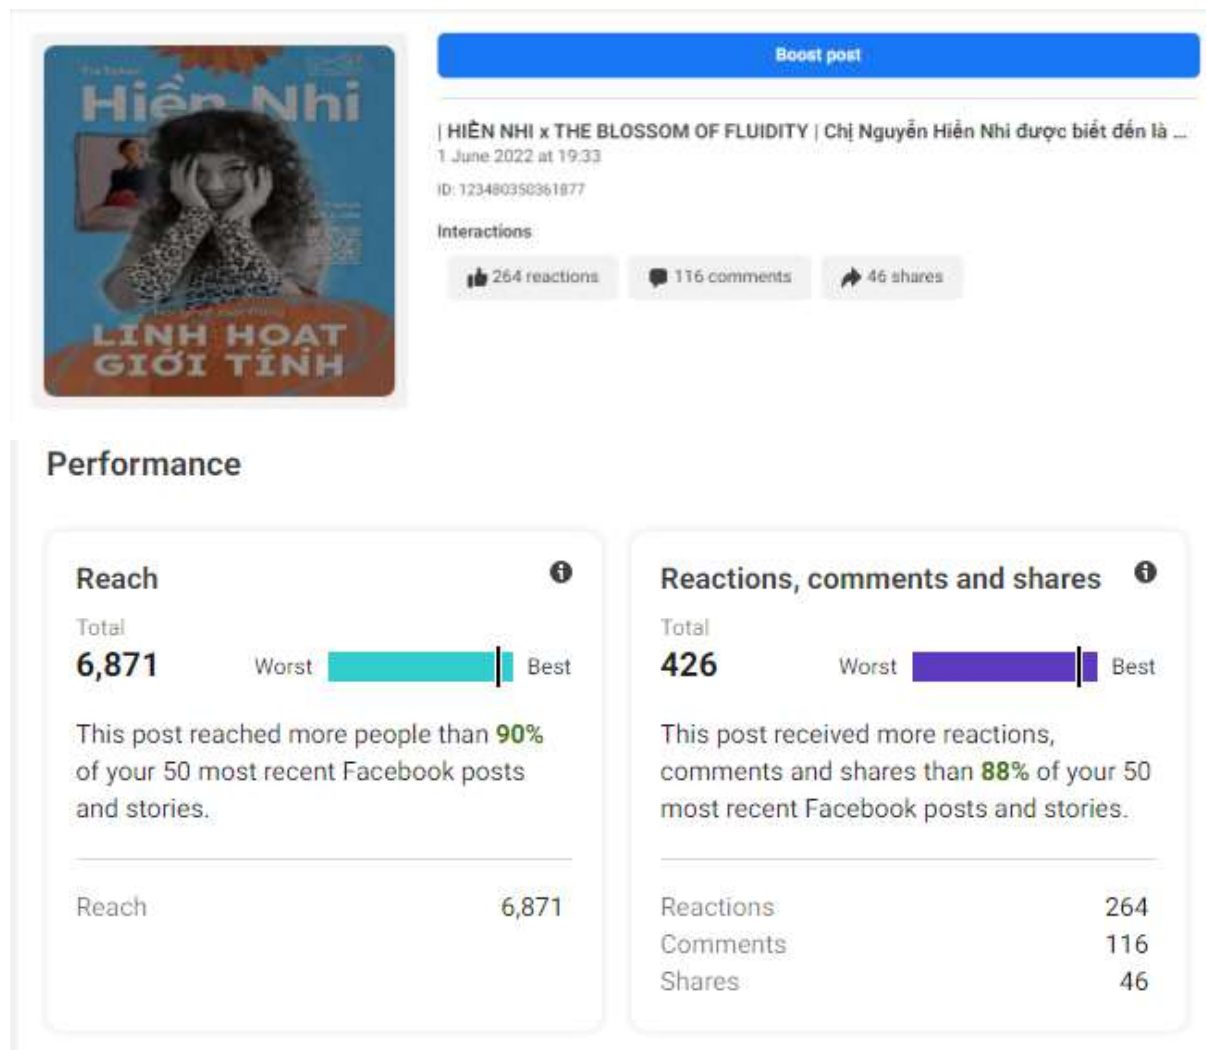 Hiền Nhi
LINH HOẠT
GIỚI TÍNH
Boost post
| HIỀN NHI x THE BLOSSOM OF FLUIDITY | Chị Nguyễn Hiền Nhi được biết đến là ...
1 June 2022 at 19:33
ID: 123480350361877
Interactions
264 reactions
116 comments
46 shares
Performance
Reach
Total
6,871
Worst
Best
This post reached more people than 90%
of your 50 most recent Facebook posts
and stories.
Reach
6,871
Reactions, comments and shares
Total
426
Worst
Best
This post received more reactions,
comments and shares than 88% of your 50
most recent Facebook posts and stories.
Reactions
264
Comments
116
Shares
46